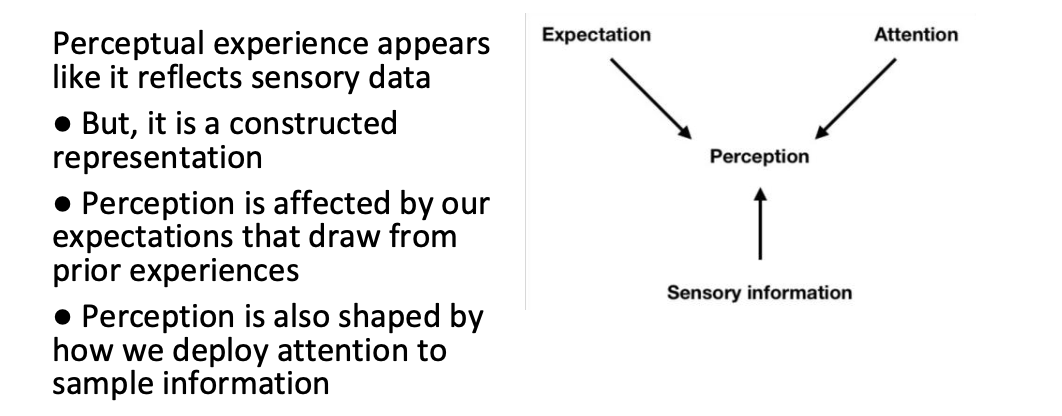 Perceptual experience appears
like it reflects sensory data
● But, it is a constructed
representation
● Perception is affected by our
expectations that draw from
prior experiences
● Perception is also shaped by
how we deploy attention to
sample information
Expectation
Attention
Perception
Sensory information